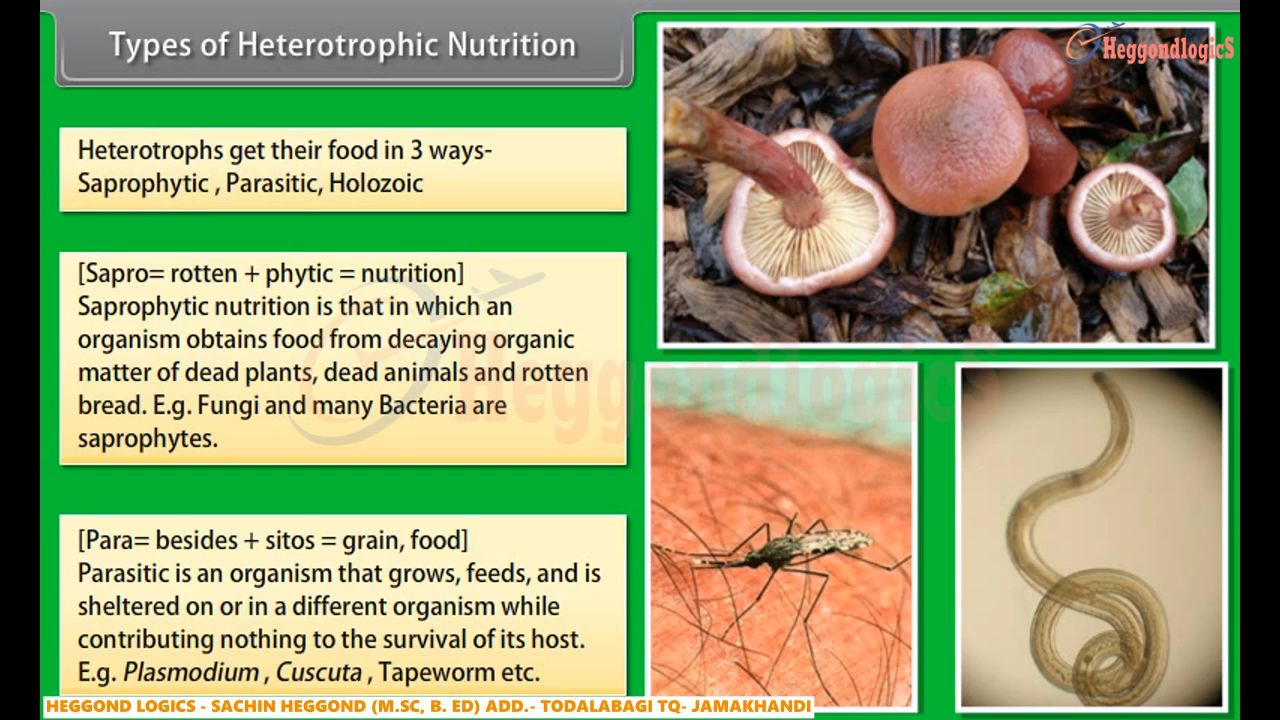 Types of Heterotrophic Nutrition
HeggondlogicS
Heterotrophs get their food in 3 ways-
Saprophytic , Parasitic, Holozoic
[Sapro= rotten + phytic = nutrition]
Saprophytic nutrition is that in which an
organism obtains food from decaying organic
matter of dead plants, dead animals and rotten
bread. E.g. Fungi and many Bacteria are
saprophytes.
HeggondlogicS
[Para= besides + sitos = grain, food]
Parasitic is an organism that grows, feeds, and is
sheltered on or in a different organism while
contributing nothing to the survival of its host.
E.g. Plasmodium , Cuscuta , Tapeworm etc.
HEGGOND LOGICS - SACHIN HEGGOND (M.SC, B. ED) ADD.- TODALABAGI TQ- JAMAKHANDI